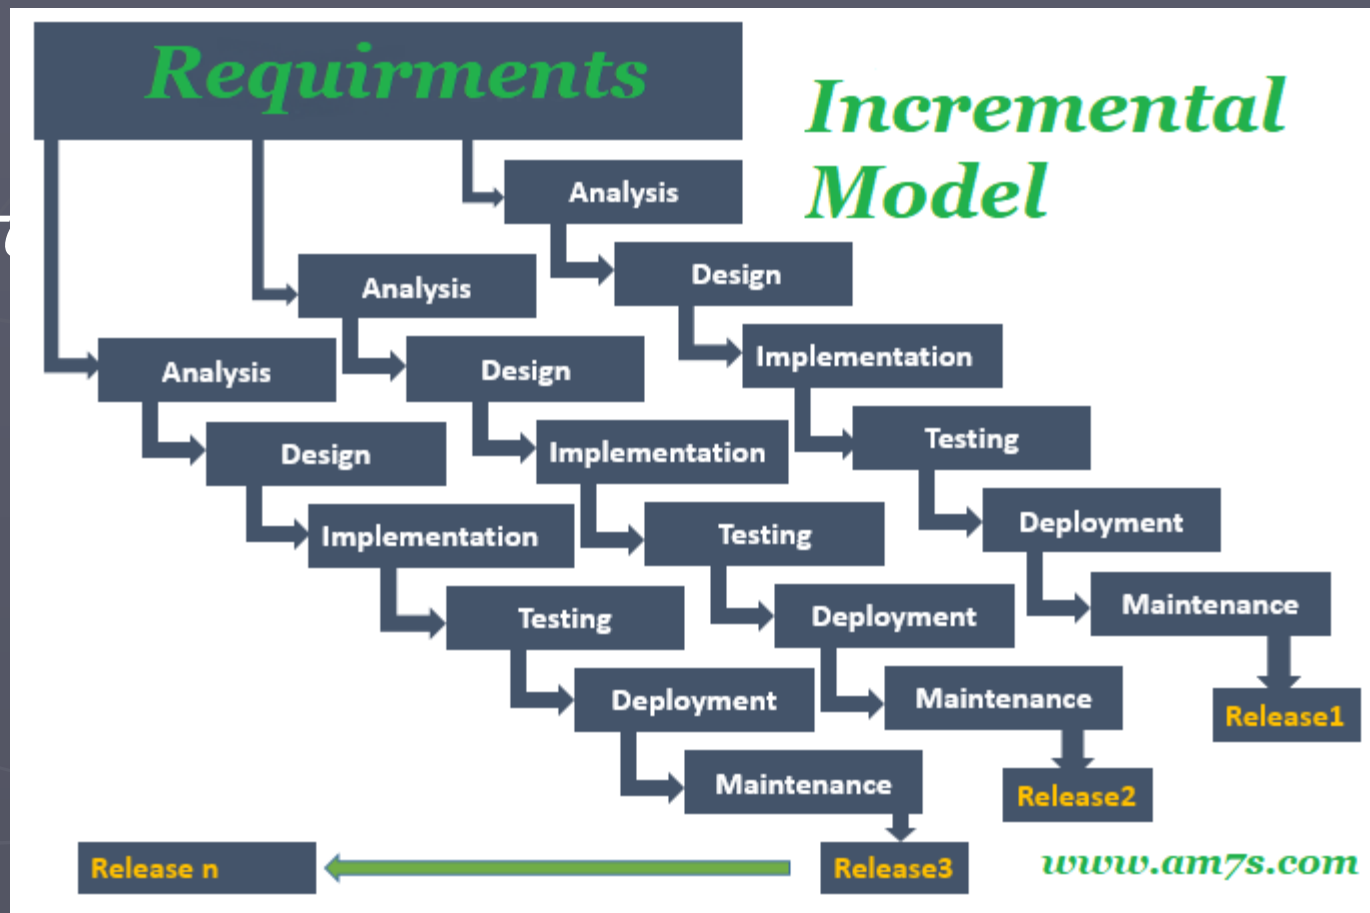 Requirments
Incremental
Model
Analysis
Design
Implementation
Testing
Deployment
Maintenance
Release1
Analysis
Design
Implementation
Testing
Deployment
Maintenance
Release2
Analysis
Design
Implementation
Testing
Deployment
Maintenance
Release3
Release n
www.am7s.com